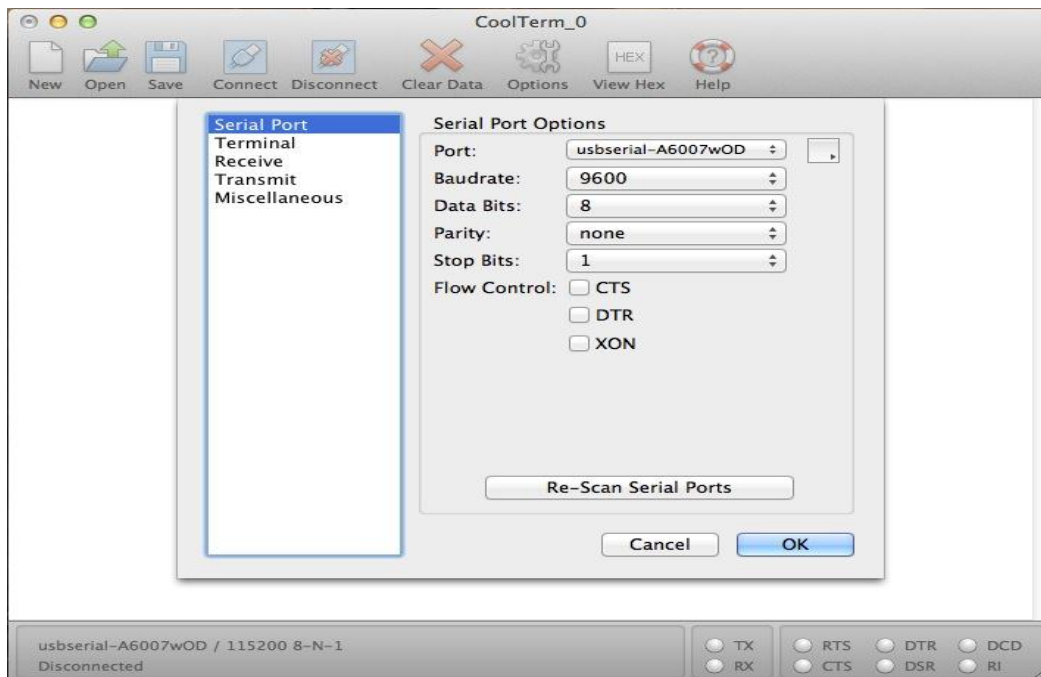 CoolTerm_0
New Open Save Connect Disconnect Clear Data Options HEX View Hex Help
Serial Port
Terminal
Receive
Transmit
Miscellaneous
Serial Port Options
Port: usbserial-A6007wOD
Baudrate: 9600
Data Bits: 8
Parity: none
Stop Bits: 1
Flow Control: CTS
DTR
XON
Re-Scan Serial Ports
Cancel OK
usbserial-A6007wOD / 115200 8-N-1
Disconnected
TX RTS DTR DCD
RX CTS DSR RI